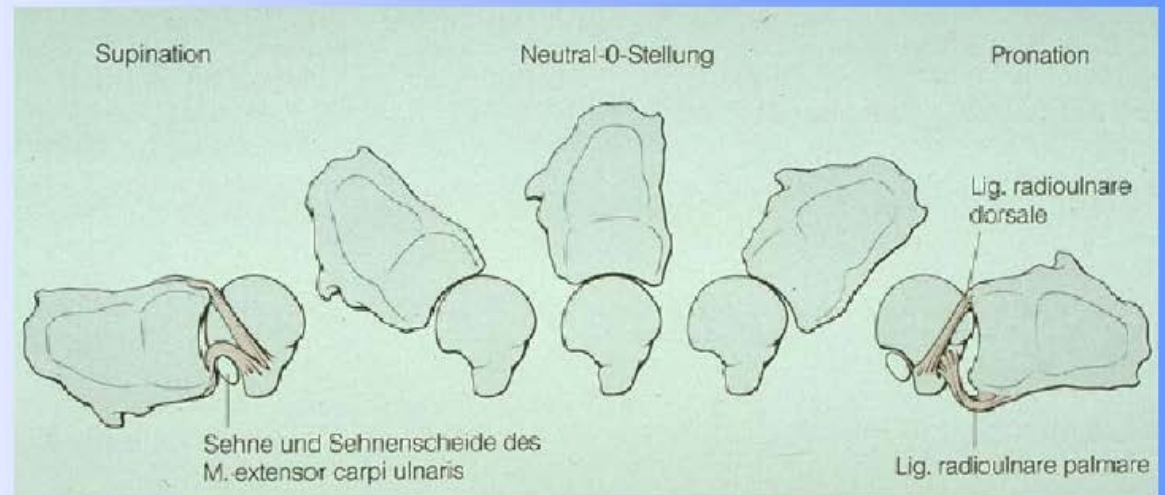 Supination
Neutral-0-Stellung
Pronation
Lig. radioulnare
dorsale
Sehne und Sehnenscheide des
M. extensor carpi ulnaris
Lig. radioulnare palmare